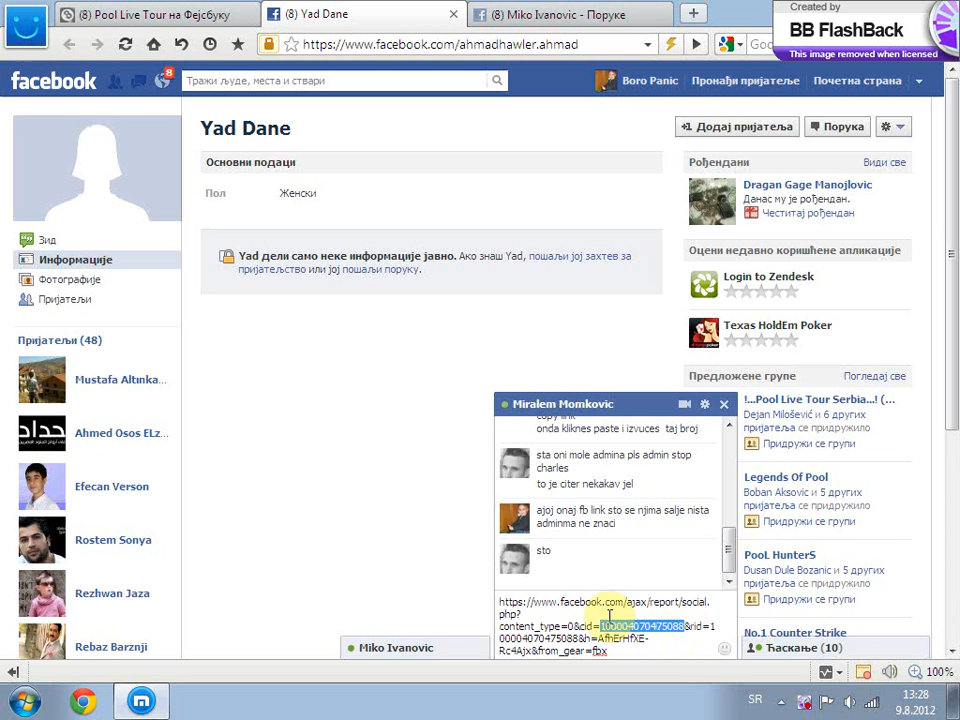 Created by
BB FlashBack
This image removed when licensed
(8) Pool Live Tour на Фејсбуку
(8) Yad Dane
(8) Miko Ivanovic - Поруке
https://www.facebook.com/ahmadhawler.ahmad
Goo
facebook
8
Тражи људе, места и ствари
Boro Panic
Пронађи пријатеље
Почетна страна
Yad Dane
+1 Додај пријатеља
Порука
Основни подаци
Пол
Женски
Yad дели само неке информације јавно. Ако знаш Yad, пошаљи јој захтев за
пријатељство или јој пошаљи поруку.
Зид
Информације
Фотографије
Пријатељи
Пријатељи (48)
Mustafa Altınka...
Ahmed Osos ELz...
Efecan Verson
Rostem Sonya
Rezhwan Jaza
Rebaz Barznji
Рођендани
Види све
Dragan Gage Manojlovic
Данас му је рођендан.
Честитај рођендан
Оцени недавно коришћене апликације
Login to Zendesk
Texas HoldEm Poker
Предложене групе
Погледај све
!...Pool Live Tour Serbia...! (...
Dejan Milošević и 6 других
пријатеља се придружило
Придружи се групи
Legends Of Pool
Boban Aksovic и 5 других
пријатеља се придружило
Придружи се групи
PooL HunterS
Dusan Dule Bozanic и 5 других
пријатеља се придружило
Придружи се групи
No.1 Counter Strike
Miralem Momkovic
copy link
onda kliknes paste i izvuces taj broj
sta oni mole admina pls admin stop
charles
to je citer nekakav jel
ajoj onaj fb link sto se njima salje nista
adminma ne znaci
sto
https://www.facebook.com/ajax/report/social.
php?
content_type=0&cid=100004070475088&rid=1
00004070475088&h=AfhErHfXE-
Rc4Ajx&from_gear=fbx
Miko Ivanovic
Ћаскање (10)
100%
SR
13:28
9.8.2012